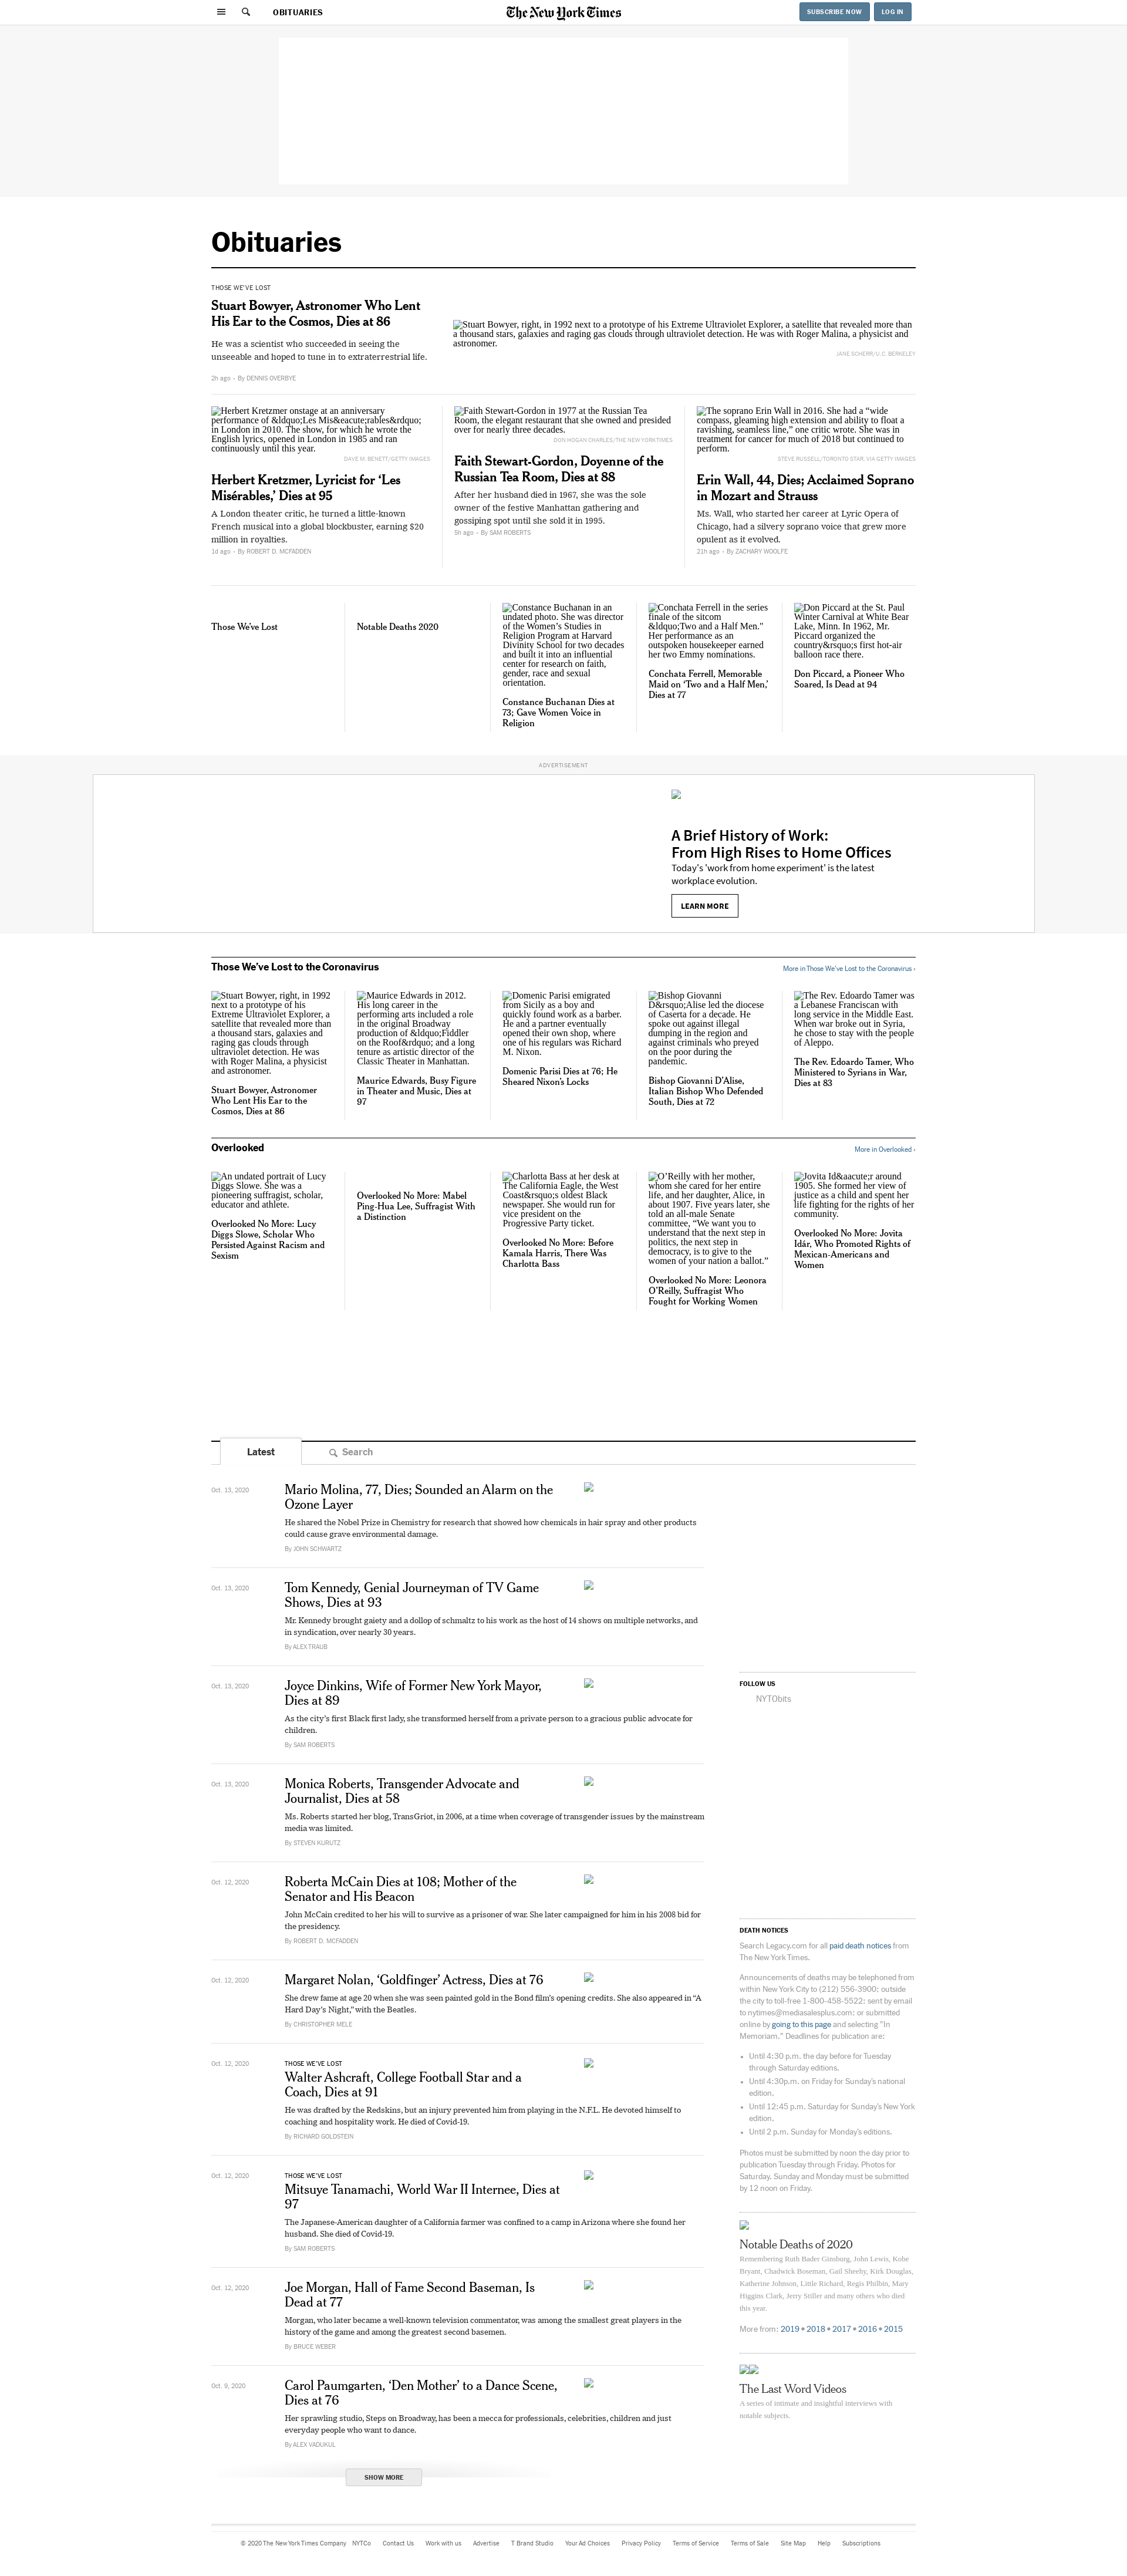 OBITUARIES
The New York Times
SUBSCRIBE NOW
LOG IN
Obituaries
THOSE WE'VE LOST
Stuart Bowyer, Astronomer Who Lent
His Ear to the Cosmos, Dies at 86
He was a scientist who succeeded in seeing the
unseeable and hoped to tune in to extraterrestrial life.
2h ago • By DENNIS OVERBYE
Stuart Bowyer, right, in 1992 next to a prototype of his Extreme Ultraviolet Explorer, a satellite that revealed more than
a thousand stars, galaxies and raging gas clouds through ultraviolet detection. He was with Roger Malina, a physicist and
astronomer.
JANE SCHERR/U.C. BERKELEY
Herbert Kretzmer onstage at an anniversary
performance of &ldquo;Les Mis&eacute;rables&rdquo;
in London in 2010. The show, for which he wrote the
English lyrics, opened in London in 1985 and ran
continuously until this year.
DAVE M. BENETT/GETTY IMAGES
Herbert Kretzmer, Lyricist for ‘Les
Misérables,’ Dies at 95
A London theater critic, he turned a little-known
French musical into a global blockbuster, earning $20
million in royalties.
1d ago • By ROBERT D. MCFADDEN
Faith Stewart-Gordon in 1977 at the Russian Tea
Room, the elegant restaurant that she owned and presided
over for nearly three decades.
DON HOGAN CHARLES/THE NEW YORK TIMES
Faith Stewart-Gordon, Doyenne of the
Russian Tea Room, Dies at 88
After her husband died in 1967, she was the sole
owner of the festive Manhattan gathering and
gossiping spot until she sold it in 1995.
5h ago • By SAM ROBERTS
The soprano Erin Wall in 2016. She had a “wide
compass, gleaming high extension and ability to float a
ravishing, seamless line,” one critic wrote. She was in
treatment for cancer for much of 2018 but continued to
perform.
STEVE RUSSELL/TORONTO STAR, VIA GETTY IMAGES
Erin Wall, 44, Dies; Acclaimed Soprano
in Mozart and Strauss
Ms. Wall, who started her career at Lyric Opera of
Chicago, had a silvery soprano voice that grew more
opulent as it evolved.
21h ago • By ZACHARY WOOLFE
Those We've Lost
Notable Deaths 2020
Constance Buchanan in an
undated photo. She was director
of the Women’s Studies in
Religion Program at Harvard
Divinity School for two decades
and built it into an influential
center for research on faith,
gender, race and sexual
orientation.
Constance Buchanan Dies at
73; Gave Women Voice in
Religion
Conchata Ferrell in the series
finale of the sitcom
&ldquo;Two and a Half Men."
Her performance as an
outspoken housekeeper earned
her two Emmy nominations.
Conchata Ferrell, Memorable
Maid on ‘Two and a Half Men,’
Dies at 77
Don Piccard at the St. Paul
Winter Carnival at White Bear
Lake, Minn. In 1962, Mr.
Piccard organized the
country&rsquo;s first hot-air
balloon race there.
Don Piccard, a Pioneer Who
Soared, Is Dead at 94
ADVERTISEMENT
A Brief History of Work:
From High Rises to Home Offices
Today's 'work from home experiment' is the latest
workplace evolution.
LEARN MORE
Those We’ve Lost to the Coronavirus
More in Those We’ve Lost to the Coronavirus ›
Stuart Bowyer, right, in 1992
next to a prototype of his
Extreme Ultraviolet Explorer, a
satellite that revealed more than
a thousand stars, galaxies and
raging gas clouds through
ultraviolet detection. He was
with Roger Malina, a physicist
and astronomer.
Stuart Bowyer, Astronomer
Who Lent His Ear to the
Cosmos, Dies at 86
Maurice Edwards in 2012.
His long career in the
performing arts included a role
in the original Broadway
production of &ldquo;Fiddler
on the Roof&rdquo; and a long
tenure as artistic director of the
Classic Theater in Manhattan.
Maurice Edwards, Busy Figure
in Theater and Music, Dies at
97
Domenic Parisi emigrated
from Sicily as a boy and
quickly found work as a barber.
He and a partner eventually
opened their own shop, where
one of his regulars was Richard
M. Nixon.
Domenic Parisi Dies at 76; He
Sheared Nixon’s Locks
Bishop Giovanni
D&rsquo;Alise led the diocese
of Caserta for a decade. He
spoke out against illegal
dumping in the region and
against criminals who preyed
on the poor during the
pandemic.
Bishop Giovanni D’Alise,
Italian Bishop Who Defended
South, Dies at 72
The Rev. Edoardo Tamer was
a Lebanese Franciscan with
long service in the Middle East.
When war broke out in Syria,
he chose to stay with the people
of Aleppo.
The Rev. Edoardo Tamer, Who
Ministered to Syrians in War,
Dies at 83
Overlooked
More in Overlooked ›
An undated portrait of Lucy
Diggs Slowe. She was a
pioneering suffragist, scholar,
educator and athlete.
Overlooked No More: Lucy
Diggs Slowe, Scholar Who
Persisted Against Racism and
Sexism
Overlooked No More: Mabel
Ping-Hua Lee, Suffragist With
a Distinction
Charlotta Bass at her desk at
The California Eagle, the West
Coast&rsquo;s oldest Black
newspaper. She would run for
vice president on the
Progressive Party ticket.
Overlooked No More: Before
Kamala Harris, There Was
Charlotta Bass
O’Reilly with her mother,
whom she cared for her entire
life, and her daughter, Alice, in
about 1907. Five years later, she
told an all-male Senate
committee, “We want you to
understand that the next step in
politics, the next step in
democracy, is to give to the
women of your nation a ballot.”
Overlooked No More: Leonora
O’Reilly, Suffragist Who
Fought for Working Women
Jovita Id&aacute;r around
1905. She formed her view of
justice as a child and spent her
life fighting for the rights of her
community.
Overlooked No More: Jovita
Idár, Who Promoted Rights of
Mexican-Americans and
Women
Latest
Search
Oct. 13, 2020
Mario Molina, 77, Dies; Sounded an Alarm on the
Ozone Layer
He shared the Nobel Prize in Chemistry for research that showed how chemicals in hair spray and other products
could cause grave environmental damage.
By JOHN SCHWARTZ
Oct. 13, 2020
Tom Kennedy, Genial Journeyman of TV Game
Shows, Dies at 93
Mr. Kennedy brought gaiety and a dollop of schmaltz to his work as the host of 14 shows on multiple networks, and
in syndication, over nearly 30 years.
By ALEX TRAUB
Oct. 13, 2020
Joyce Dinkins, Wife of Former New York Mayor,
Dies at 89
As the city’s first Black first lady, she transformed herself from a private person to a gracious public advocate for
children.
By SAM ROBERTS
Oct. 13, 2020
Monica Roberts, Transgender Advocate and
Journalist, Dies at 58
Ms. Roberts started her blog, TransGriot, in 2006, at a time when coverage of transgender issues by the mainstream
media was limited.
By STEVEN KURUTZ
Oct. 12, 2020
Roberta McCain Dies at 108; Mother of the
Senator and His Beacon
John McCain credited to her his will to survive as a prisoner of war. She later campaigned for him in his 2008 bid for
the presidency.
By ROBERT D. MCFADDEN
Oct. 12, 2020
Margaret Nolan, ‘Goldfinger’ Actress, Dies at 76
She drew fame at age 20 when she was seen painted gold in the Bond film’s opening credits. She also appeared in “A
Hard Day’s Night,” with the Beatles.
By CHRISTOPHER MELE
Oct. 12, 2020
THOSE WE'VE LOST
Walter Ashcraft, College Football Star and a
Coach, Dies at 91
He was drafted by the Redskins, but an injury prevented him from playing in the N.F.L. He devoted himself to
coaching and hospitality work. He died of Covid-19.
By RICHARD GOLDSTEIN
Oct. 12, 2020
THOSE WE'VE LOST
Mitsuye Tanamachi, World War II Internee, Dies at
97
The Japanese-American daughter of a California farmer was confined to a camp in Arizona where she found her
husband. She died of Covid-19.
By SAM ROBERTS
Oct. 12, 2020
Joe Morgan, Hall of Fame Second Baseman, Is
Dead at 77
Morgan, who later became a well-known television commentator, was among the smallest great players in the
history of the game and among the greatest second basemen.
By BRUCE WEBER
Oct. 9, 2020
Carol Paumgarten, ‘Den Mother’ to a Dance Scene,
Dies at 76
Her sprawling studio, Steps on Broadway, has been a mecca for professionals, celebrities, children and just
everyday people who want to dance.
By ALEX VADUKUL
SHOW MORE
FOLLOW US
NYTObits
DEATH NOTICES
Search Legacy.com for all paid death notices from
The New York Times.
Announcements of deaths may be telephoned from
within New York City to (212) 556-3900; outside
the city to toll-free 1-800-458-5522; sent by email
to nytimes@mediasalesplus.com; or submitted
online by going to this page and selecting "In
Memoriam." Deadlines for publication are:
• Until 4:30 p.m. the day before for Tuesday
through Saturday editions.
• Until 4:30p.m. on Friday for Sunday's national
edition.
• Until 12:45 p.m. Saturday for Sunday's New York
edition.
• Until 2 p.m. Sunday for Monday's editions.
Photos must be submitted by noon the day prior to
publication Tuesday through Friday. Photos for
Saturday, Sunday and Monday must be submitted
by 12 noon on Friday.
Notable Deaths of 2020
Remembering Ruth Bader Ginsburg, John Lewis, Kobe
Bryant, Chadwick Boseman, Gail Sheehy, Kirk Douglas,
Katherine Johnson, Little Richard, Regis Philbin, Mary
Higgins Clark, Jerry Stiller and many others who died
this year.
More from: 2019 • 2018 • 2017 • 2016 • 2015
The Last Word Videos
A series of intimate and insightful interviews with
notable subjects.
© 2020 The New York Times Company NYTCo Contact Us Work with us Advertise T Brand Studio Your Ad Choices Privacy Policy Terms of Service Terms of Sale Site Map Help Subscriptions